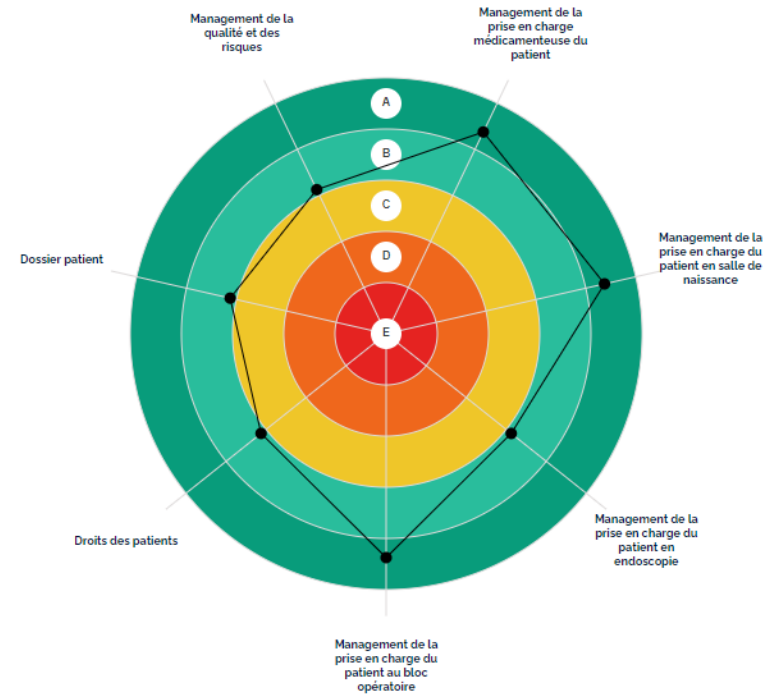 Management de la
qualité et des
risques
Management de la
prise en charge
médicamenteuse du
patient
A
B
C
D
E
Dossier patient
Management de la
prise en charge du
patient en salle de
naissance
Droits des patients
Management de la
prise en charge du
patient en
endoscopie
Management de la
prise en charge du
patient au bloc
opératoire